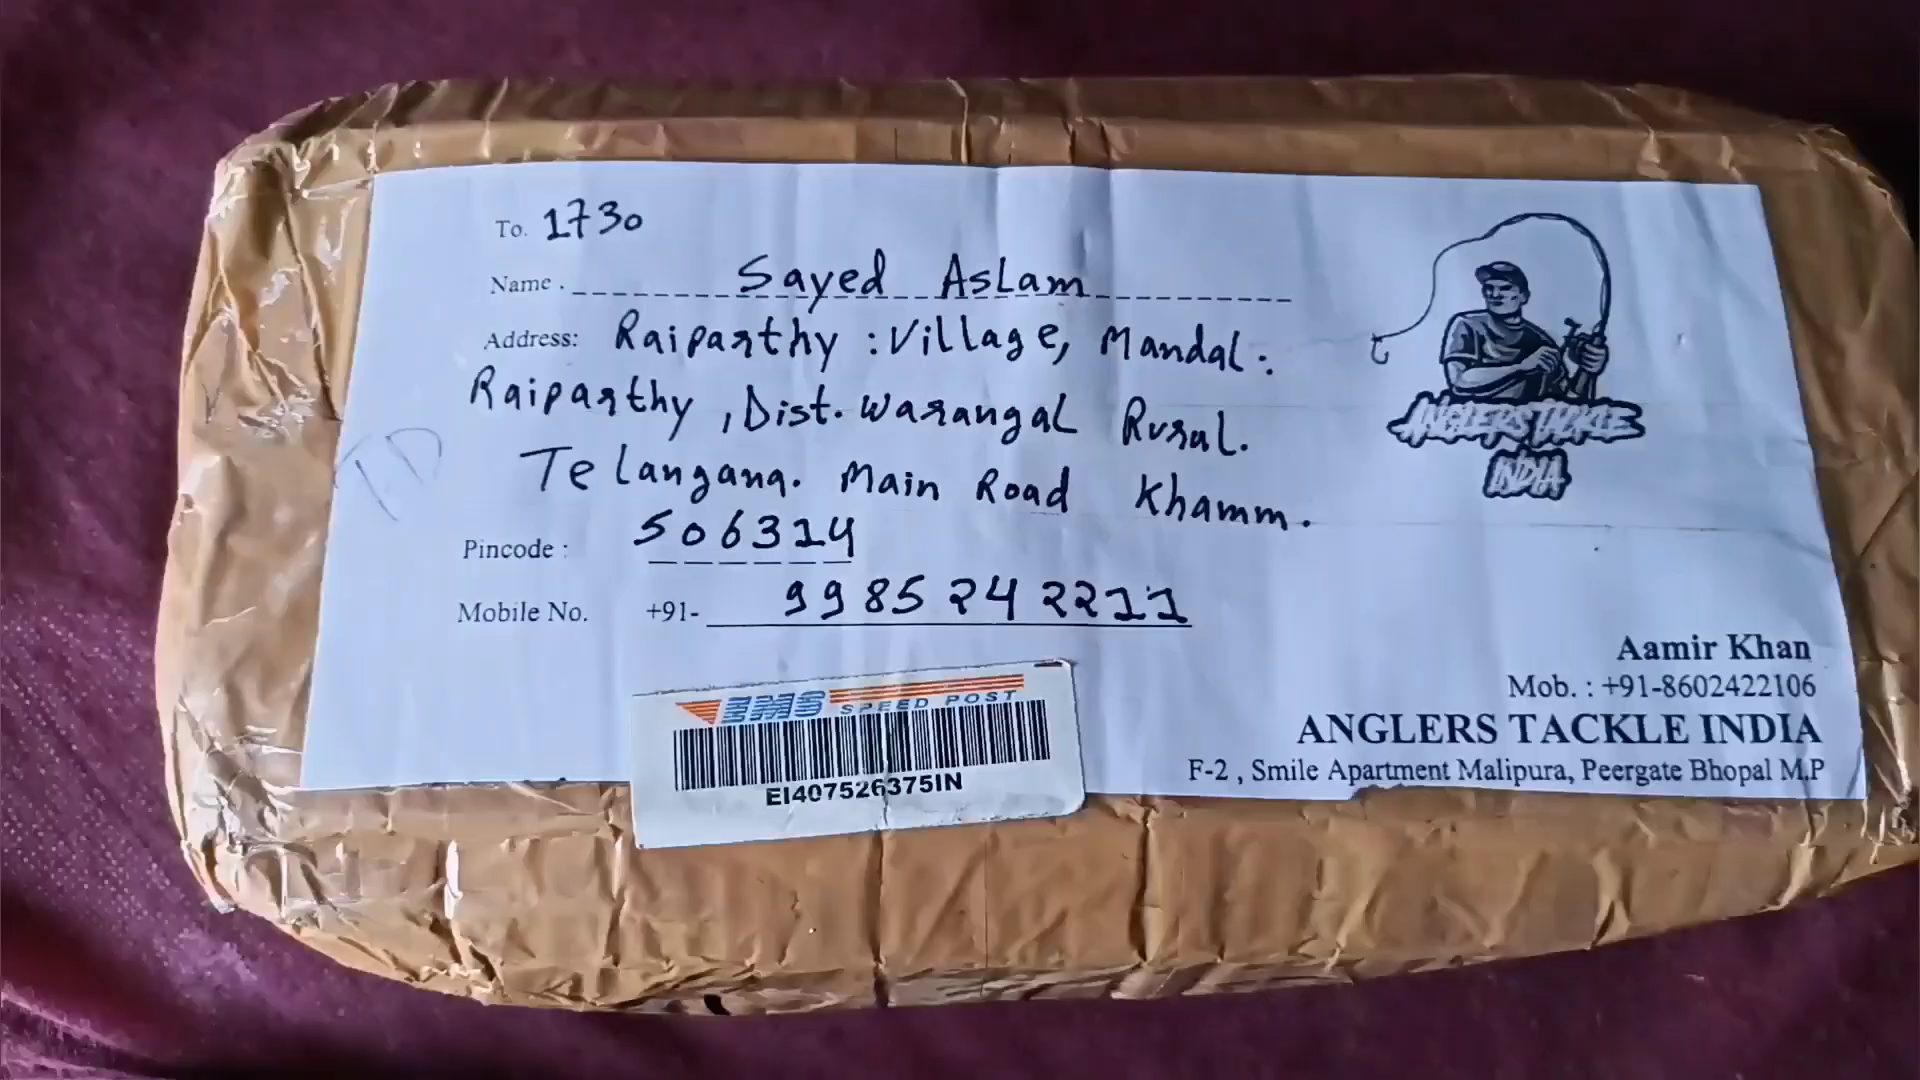 To. 1730
Name. Sayed Aslam
Address: Raiparthy : Village, Mandal:
Raiparthy, Dist. Warangal Rural.
Telangana. Main Road Khamm.
Pincode : 506314
Mobile No. +91- 9985242211
TD
ANGLERS TACKLE
INDIA
EMS
SPEED POST
EI407526375IN
Aamir Khan
Mob. : +91-8602422106
ANGLERS TACKLE INDIA
F-2 , Smile Apartment Malipura, Peergate Bhopal M.P